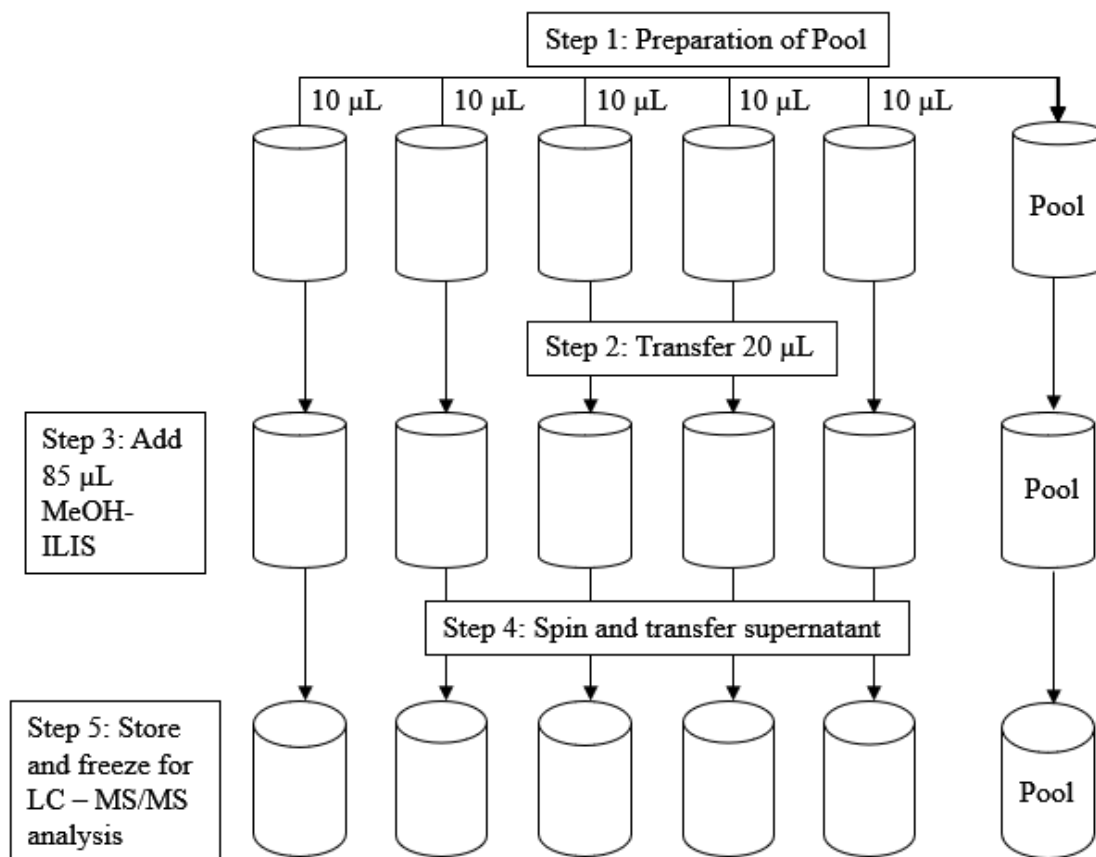 Step 1: Preparation of Pool
10 μL
10 μL
10 μL
10 μL
10 μL
Pool
Step 2: Transfer 20 μL
Step 3: Add
85 μL
MeOH-
ILIS
Pool
Step 4: Spin and transfer supernatant
Step 5: Store
and freeze for
LC – MS/MS
analysis
Pool